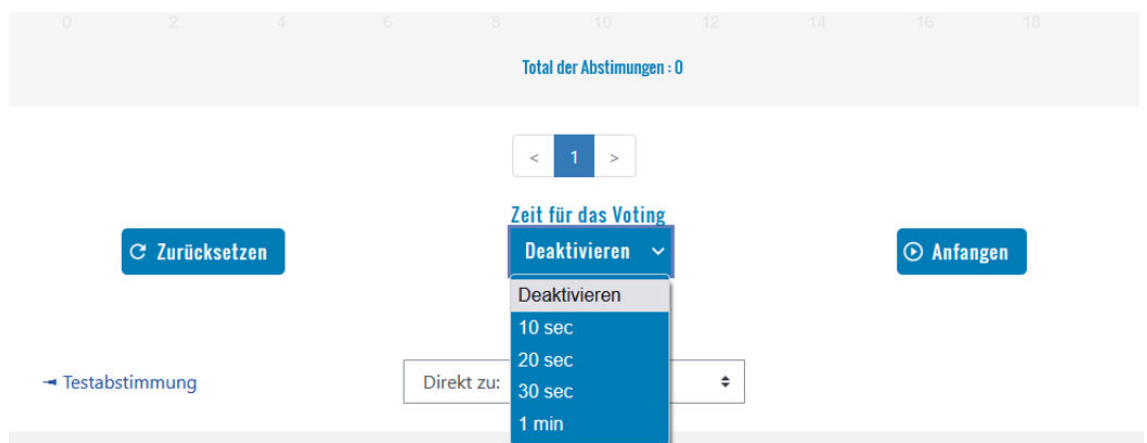 0 2 4 6 8 10 12 14 16 18
Total der Abstimungen : 0
< 1 >
Zeit für das Voting
Zurücksetzen
Deaktivieren
Anfangen
Deaktivieren
10 sec
20 sec
30 sec
1 min
Testabstimmung
Direkt zu: